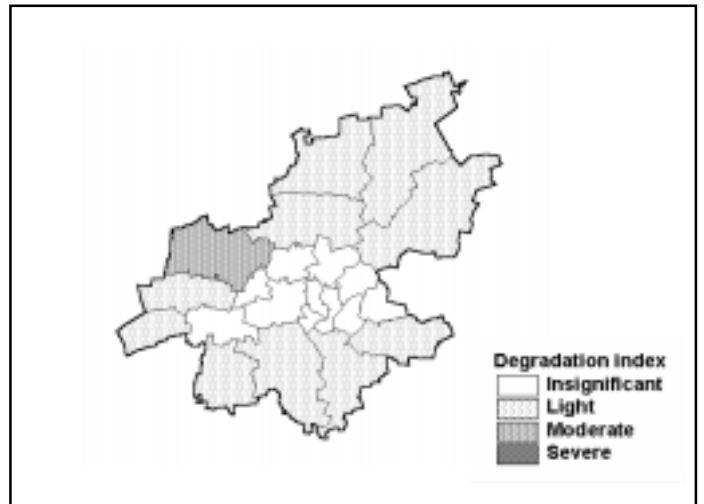 Degradation index
Insignificant
Light
Moderate
Severe